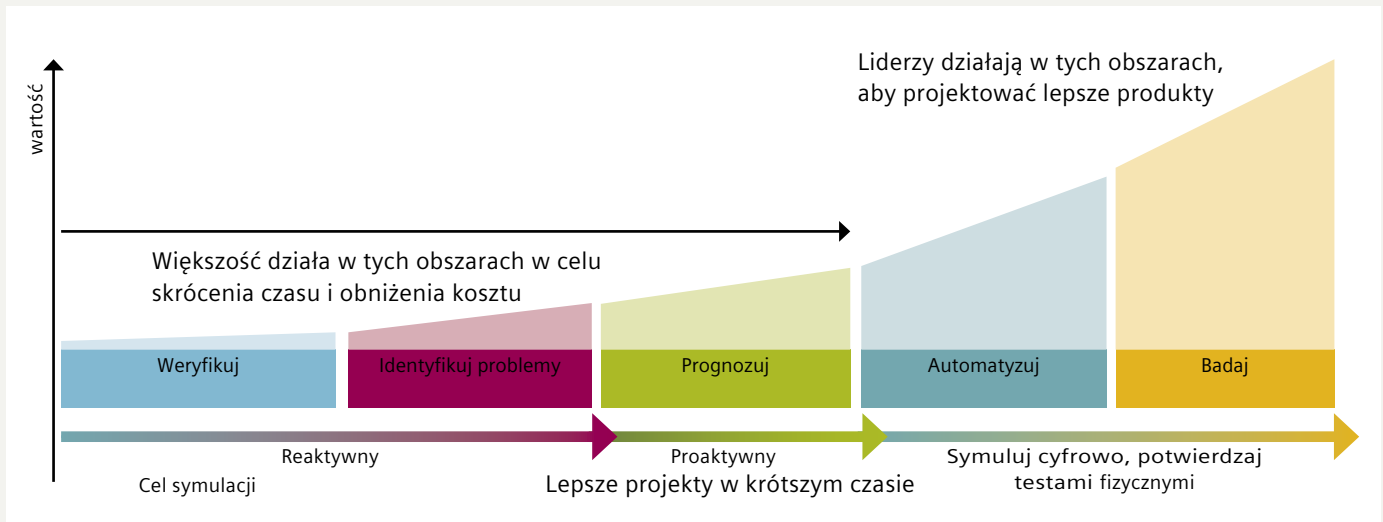 Liderzy działają w tych obszarach,
aby projektować lepsze produkty
wartość
Większość działa w tych obszarach w celu
skrócenia czasu i obniżenia kosztu
Weryfikuj
Identyfikuj problemy
Prognozuj
Automatyzuj
Badaj
Reaktywny
Proaktywny
Symuluj cyfrowo, potwierdzaj
testami fizycznymi
Cel symulacji
Lepsze projekty w krótszym czasie